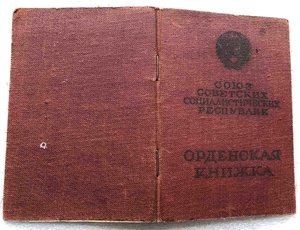 СОЮЗ
СОВЕТСКИХ
СОЦИАЛИСТИЧЕСКИХ
РЕСПУБЛИК
ОРДЕНСКАЯ
КНИЖКА